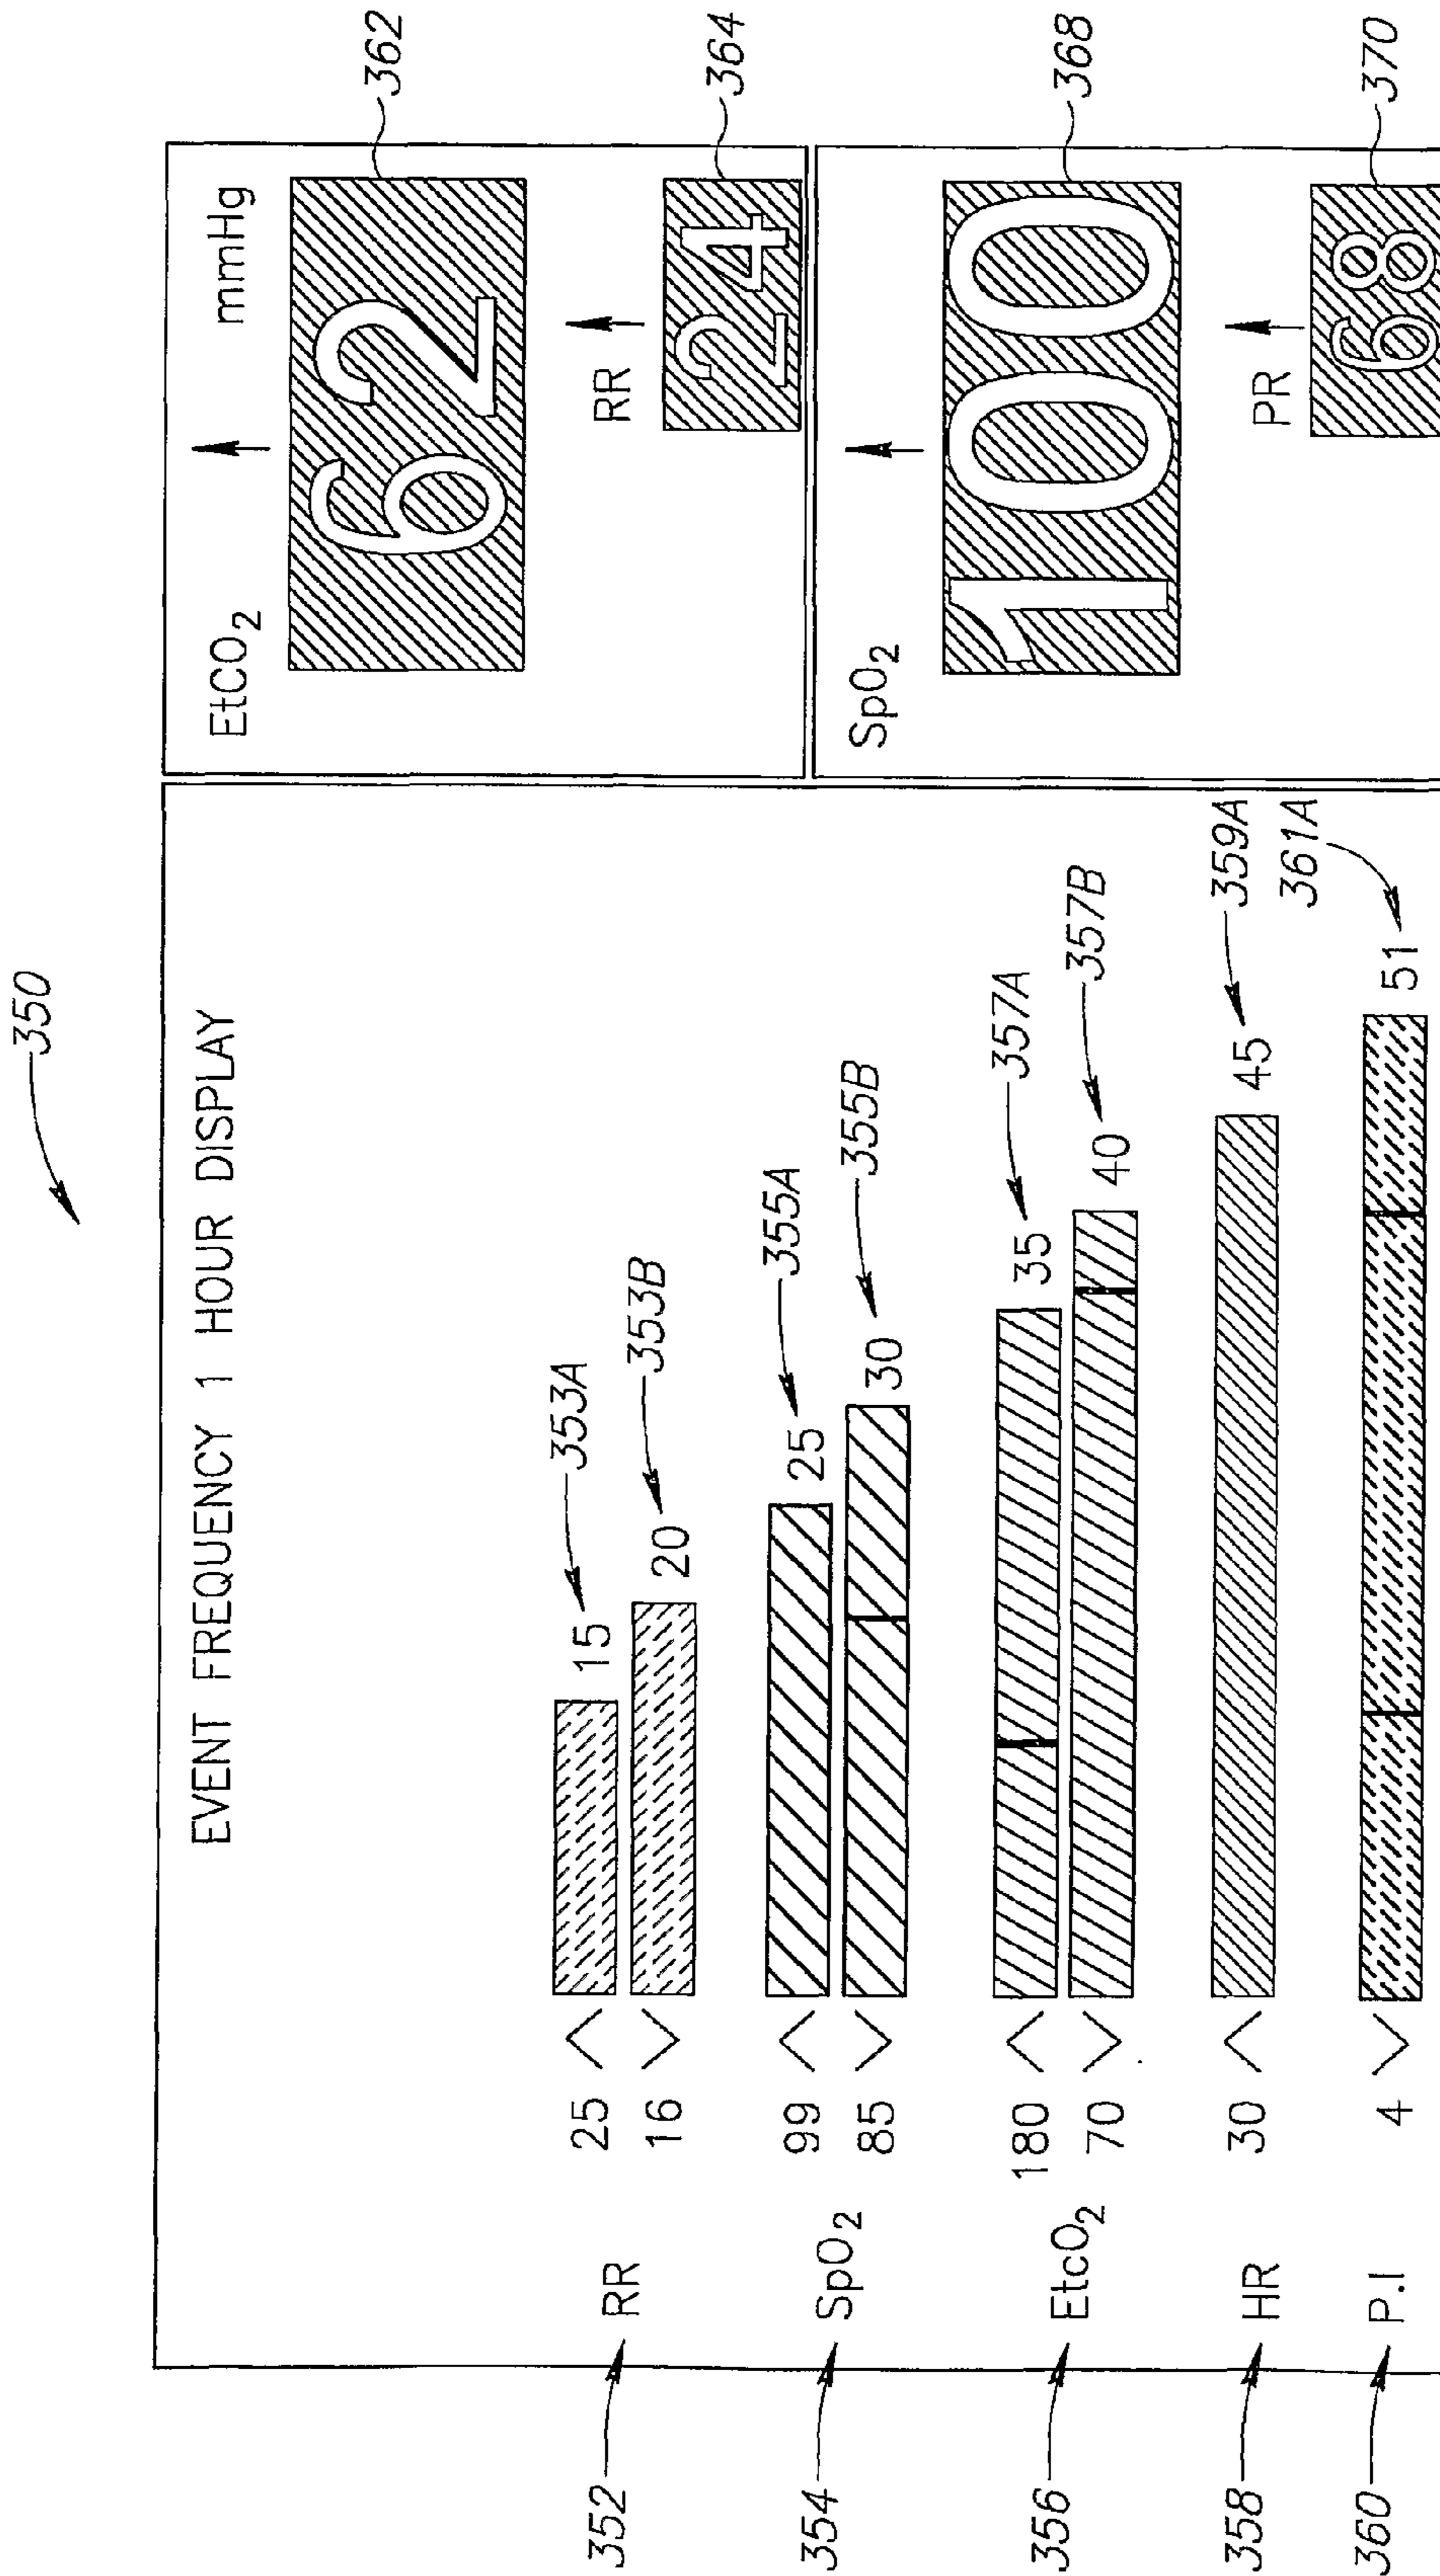 350
EVENT FREQUENCY 1 HOUR DISPLAY
352
RR
25 ∧ 15 353A
16 ∨ 20 353B
354
SpO₂
99 ∧ 25 355A
85 ∨ 30 355B
356
EtcO₂
180 ∧ 35 357A
70 ∨ 40 357B
358
HR
30 ∧ 45 359A
360
P.I
4 ∨ 51 361A
EtCO₂ mmHg
62 362
RR
24 364
SpO₂
100 368
PR
68 370